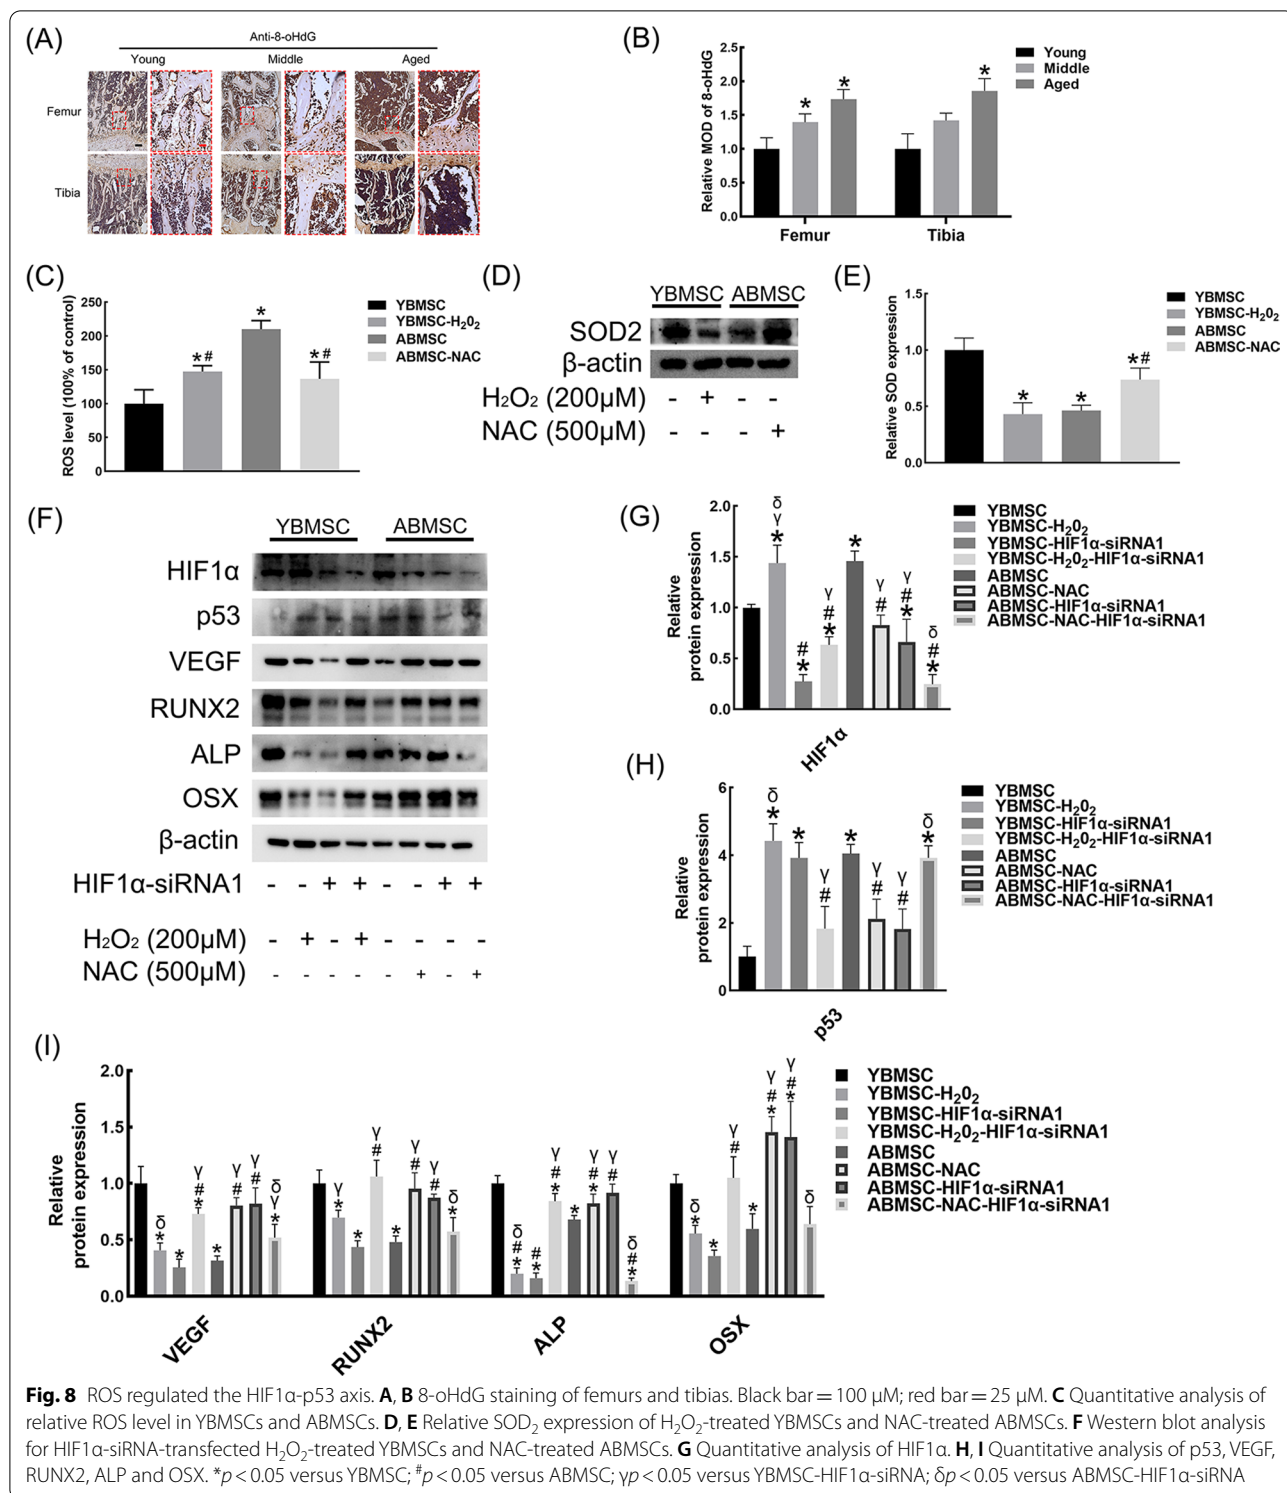 (A)
Anti-8-oHdG
Young Middle Aged
Femur
Tibia
(B)
Relative MOD of 8-oHdG
2.5
2.0
1.5
1.0
0.5
0.0
* * *
Femur Tibia
Young
Middle
Aged
(C)
ROS level (100% of control)
250
200
150
100
50
0
*# * *#
YBMSC
YBMSC-H₂0₂
ABMSC
ABMSC-NAC
(D)
YBMSC ABMSC
SOD2
β-actin
H₂O₂ (200μM) - + - -
NAC (500μM) - - - +
(E)
Relative SOD expression
1.5
1.0
0.5
0.0
* * *#
YBMSC
YBMSC-H₂0₂
ABMSC
ABMSC-NAC
(F)
YBMSC ABMSC
HIF1α
p53
VEGF
RUNX2
ALP
OSX
β-actin
HIF1α-siRNA1 - - + + - - + +
H₂O₂ (200μM) - + - + - - - -
NAC (500μM) - - - - - + - +
(G)
Relative
protein expression
2.0
1.5
1.0
0.5
0.0
δγ* #* γ#* * γ# γ#* δ#*
HIF1α
YBMSC
YBMSC-H₂0₂
YBMSC-HIF1α-siRNA1
YBMSC-H₂0₂-HIF1α-siRNA1
ABMSC
ABMSC-NAC
ABMSC-HIF1α-siRNA1
ABMSC-NAC-HIF1α-siRNA1
(H)
Relative
protein expression
6
4
2
0
δ* * γ# * γ# γ# δ*
p53
YBMSC
YBMSC-H₂0₂
YBMSC-HIF1α-siRNA1
YBMSC-H₂0₂-HIF1α-siRNA1
ABMSC
ABMSC-NAC
ABMSC-HIF1α-siRNA1
ABMSC-NAC-HIF1α-siRNA1
(I)
Relative
protein expression
2.0
1.5
1.0
0.5
0.0
δ* * γ#* * γ# γ# δγ*
γ* * γ# * γ# γ# δ*
δ#* #* γ#* * γ#* γ# δ#*
δ* * γ# * γ#* γ#* δ
VEGF RUNX2 ALP OSX
YBMSC
YBMSC-H₂0₂
YBMSC-HIF1α-siRNA1
YBMSC-H₂0₂-HIF1α-siRNA1
ABMSC
ABMSC-NAC
ABMSC-HIF1α-siRNA1
ABMSC-NAC-HIF1α-siRNA1
Fig. 8 ROS regulated the HIF1α-p53 axis. A, B 8-oHdG staining of femurs and tibias. Black bar = 100 μM; red bar = 25 μM. C Quantitative analysis of
relative ROS level in YBMSCs and ABMSCs. D, E Relative SOD₂ expression of H₂O₂-treated YBMSCs and NAC-treated ABMSCs. F Western blot analysis
for HIF1α-siRNA-transfected H₂O₂-treated YBMSCs and NAC-treated ABMSCs. G Quantitative analysis of HIF1α. H, I Quantitative analysis of p53, VEGF,
RUNX2, ALP and OSX. *p < 0.05 versus YBMSC; #p < 0.05 versus ABMSC; γp < 0.05 versus YBMSC-HIF1α-siRNA; δp < 0.05 versus ABMSC-HIF1α-siRNA